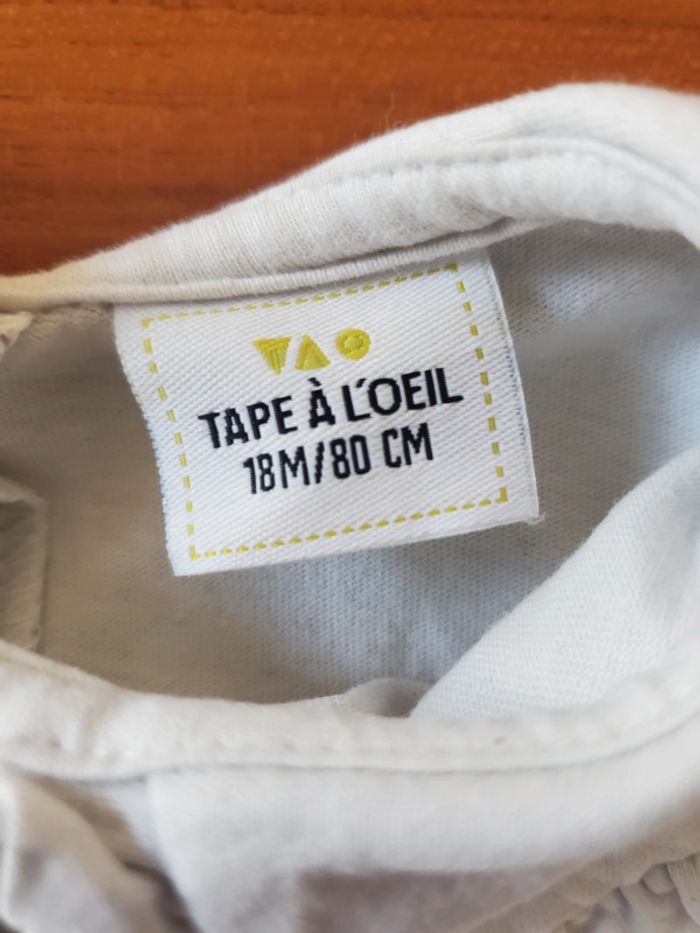 TAPE À L'OEIL
18M/80 CM